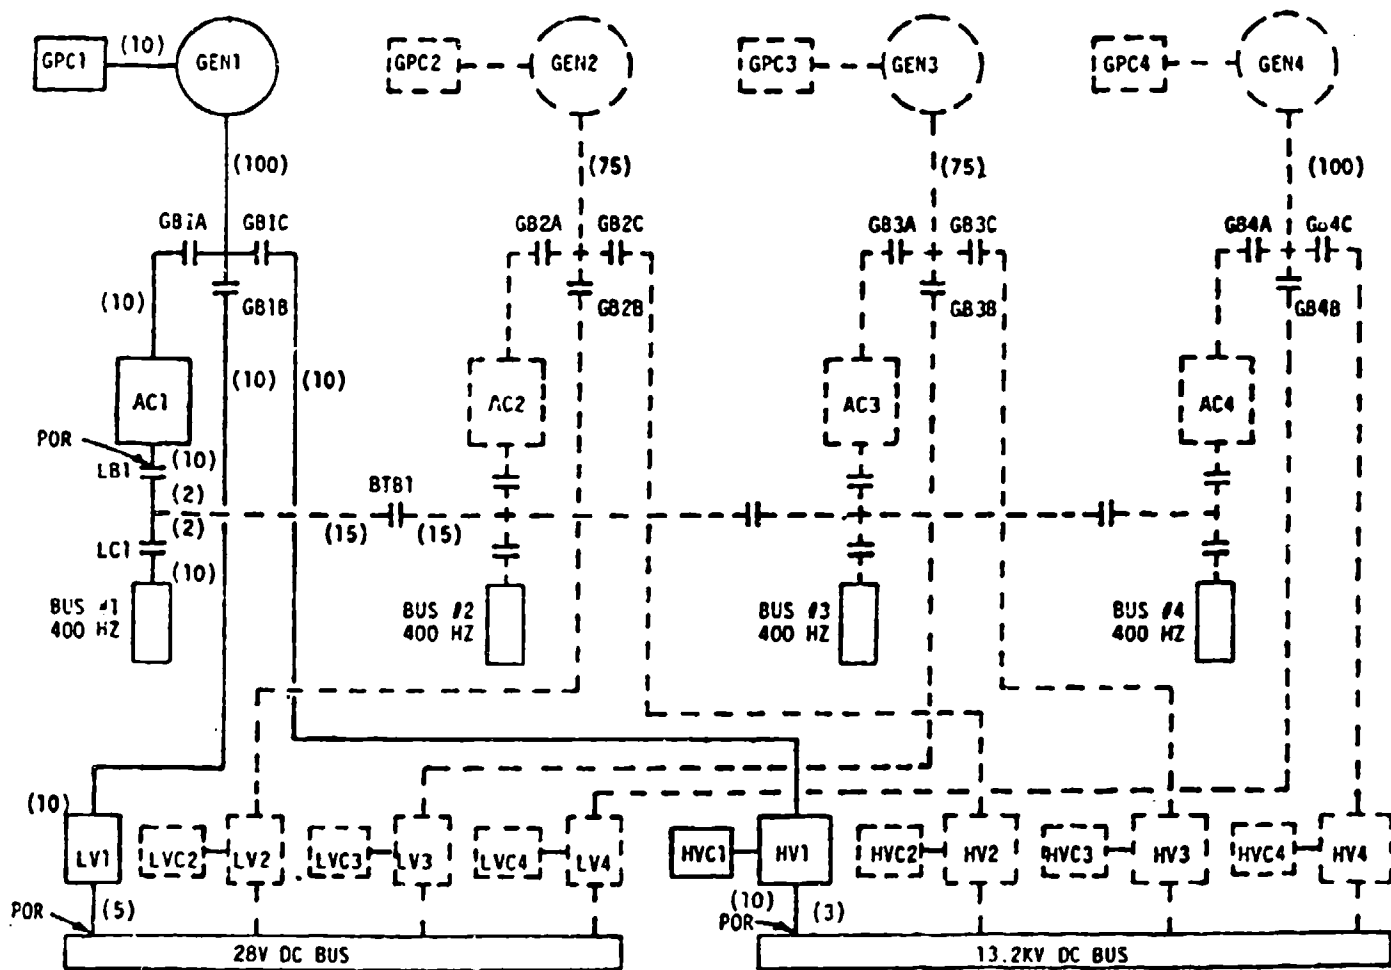 GPC1
(10)
GEN1
GPC2
GEN2
GPC3
GEN3
GPC4
GEN4
(100)
(75)
(75)
(100)
GB1A
GB1C
GB2A
GB2C
GB3A
GB3C
GB4A
GB4C
(10)
GB1B
GB2B
GB3B
GB4B
AC1
(10)
(10)
AC2
AC3
AC4
POR
LB1
(10)
(2)
BTB1
(2)
(15)
(15)
LC1
(10)
BUS #1
400 HZ
BUS #2
400 HZ
BUS #3
400 HZ
BUS #4
400 HZ
(10)
LV1
LVC2
LV2
LVC3
LV3
LVC4
LV4
HVC1
HV1
HVC2
HV2
HVC3
HV3
HVC4
HV4
POR
(5)
(10)
POR
(3)
28V DC BUS
13.2KV DC BUS